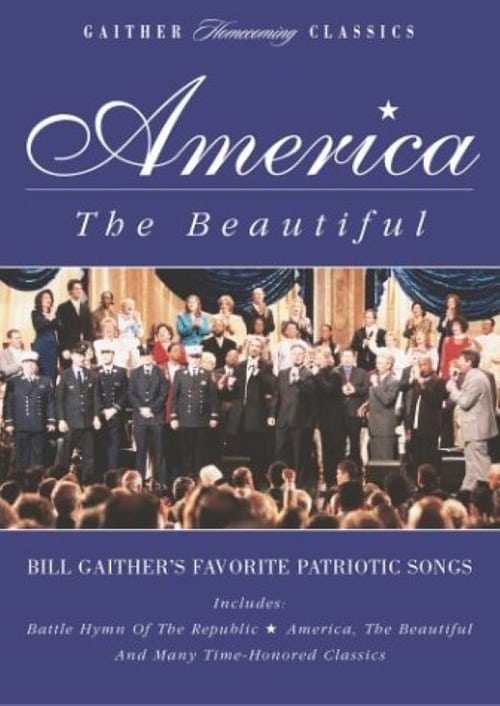 GAITHER Homecoming CLASSICS
America
The Beautiful
BILL GAITHER'S FAVORITE PATRIOTIC SONGS
Includes:
Battle Hymn Of The Republic ★ America, The Beautiful
And Many Time-Honored Classics